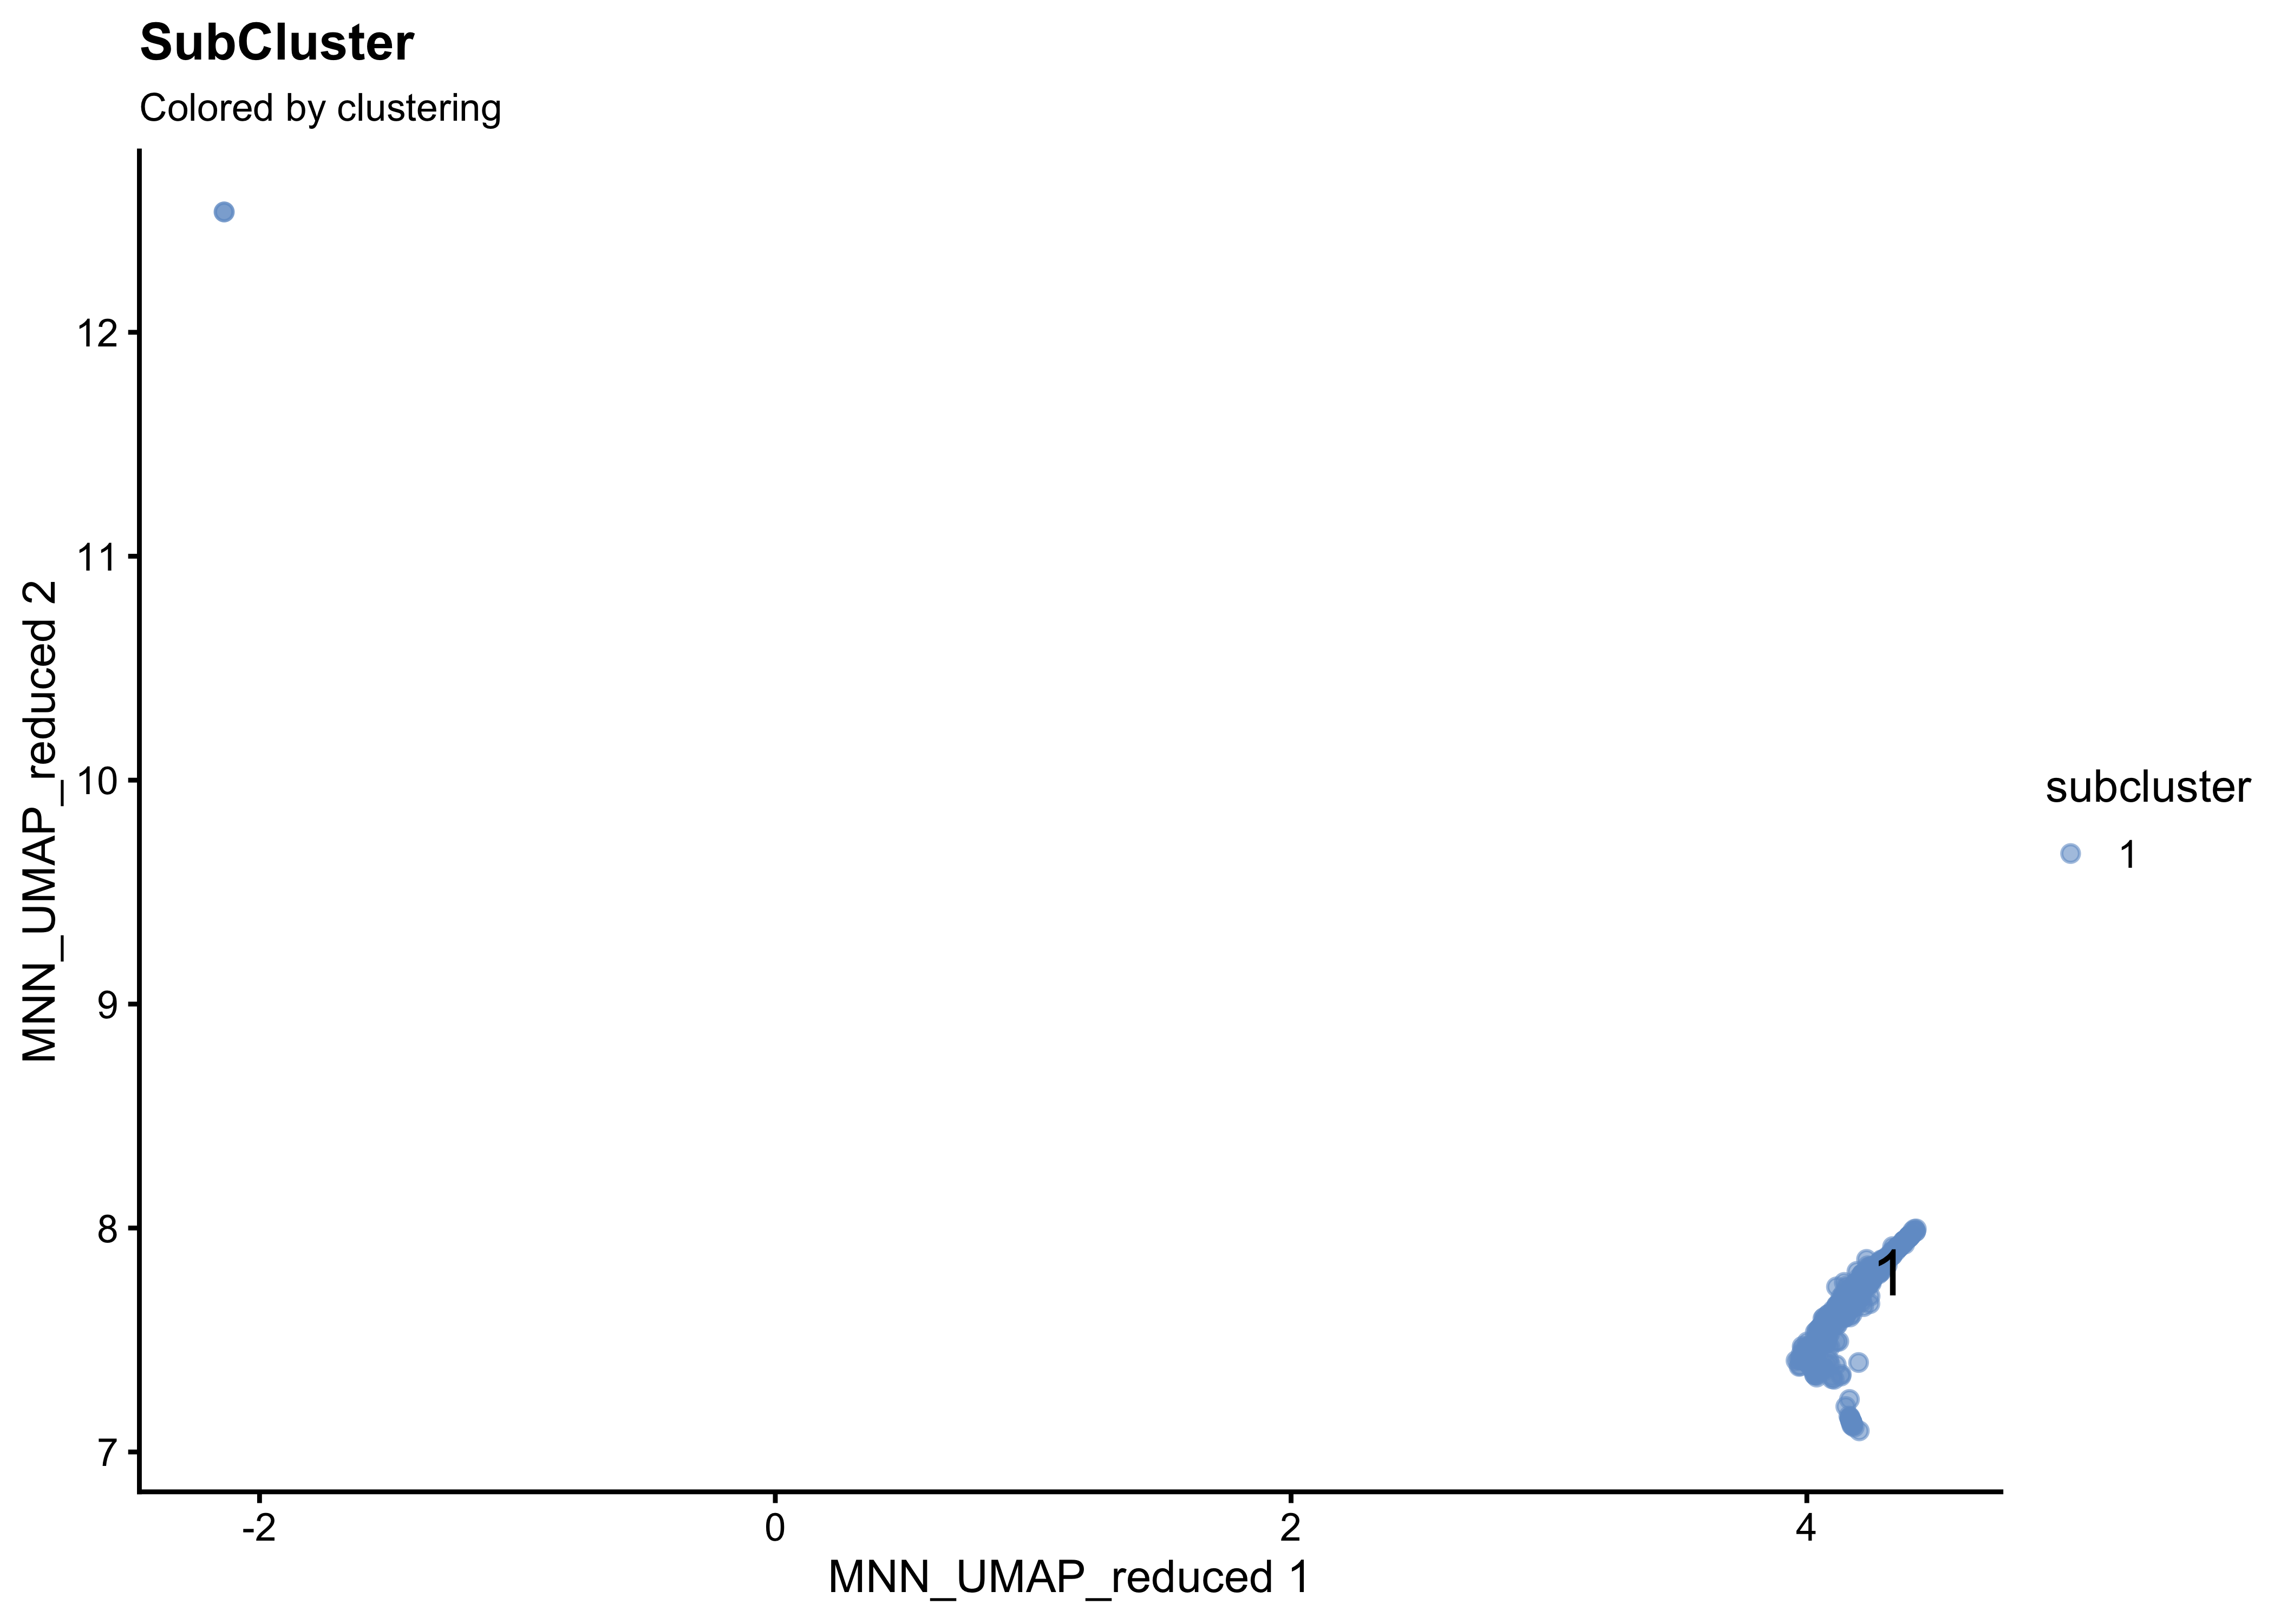 SubCluster
Colored by clustering
12
11
10
9
8
7
MNN_UMAP_reduced 2
1
-2
0
2
4
MNN_UMAP_reduced 1
subcluster
1